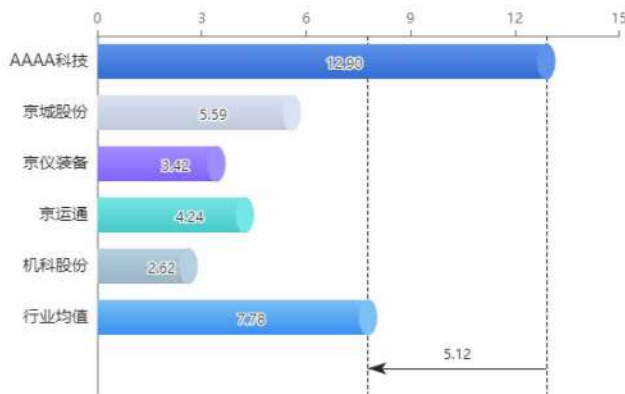 0 3 6 9 12 15
AAAA科技 12.90
京城股份 5.59
京仪装备 3.42
京运通 4.24
机科股份 2.62
行业均值 7.78
5.12